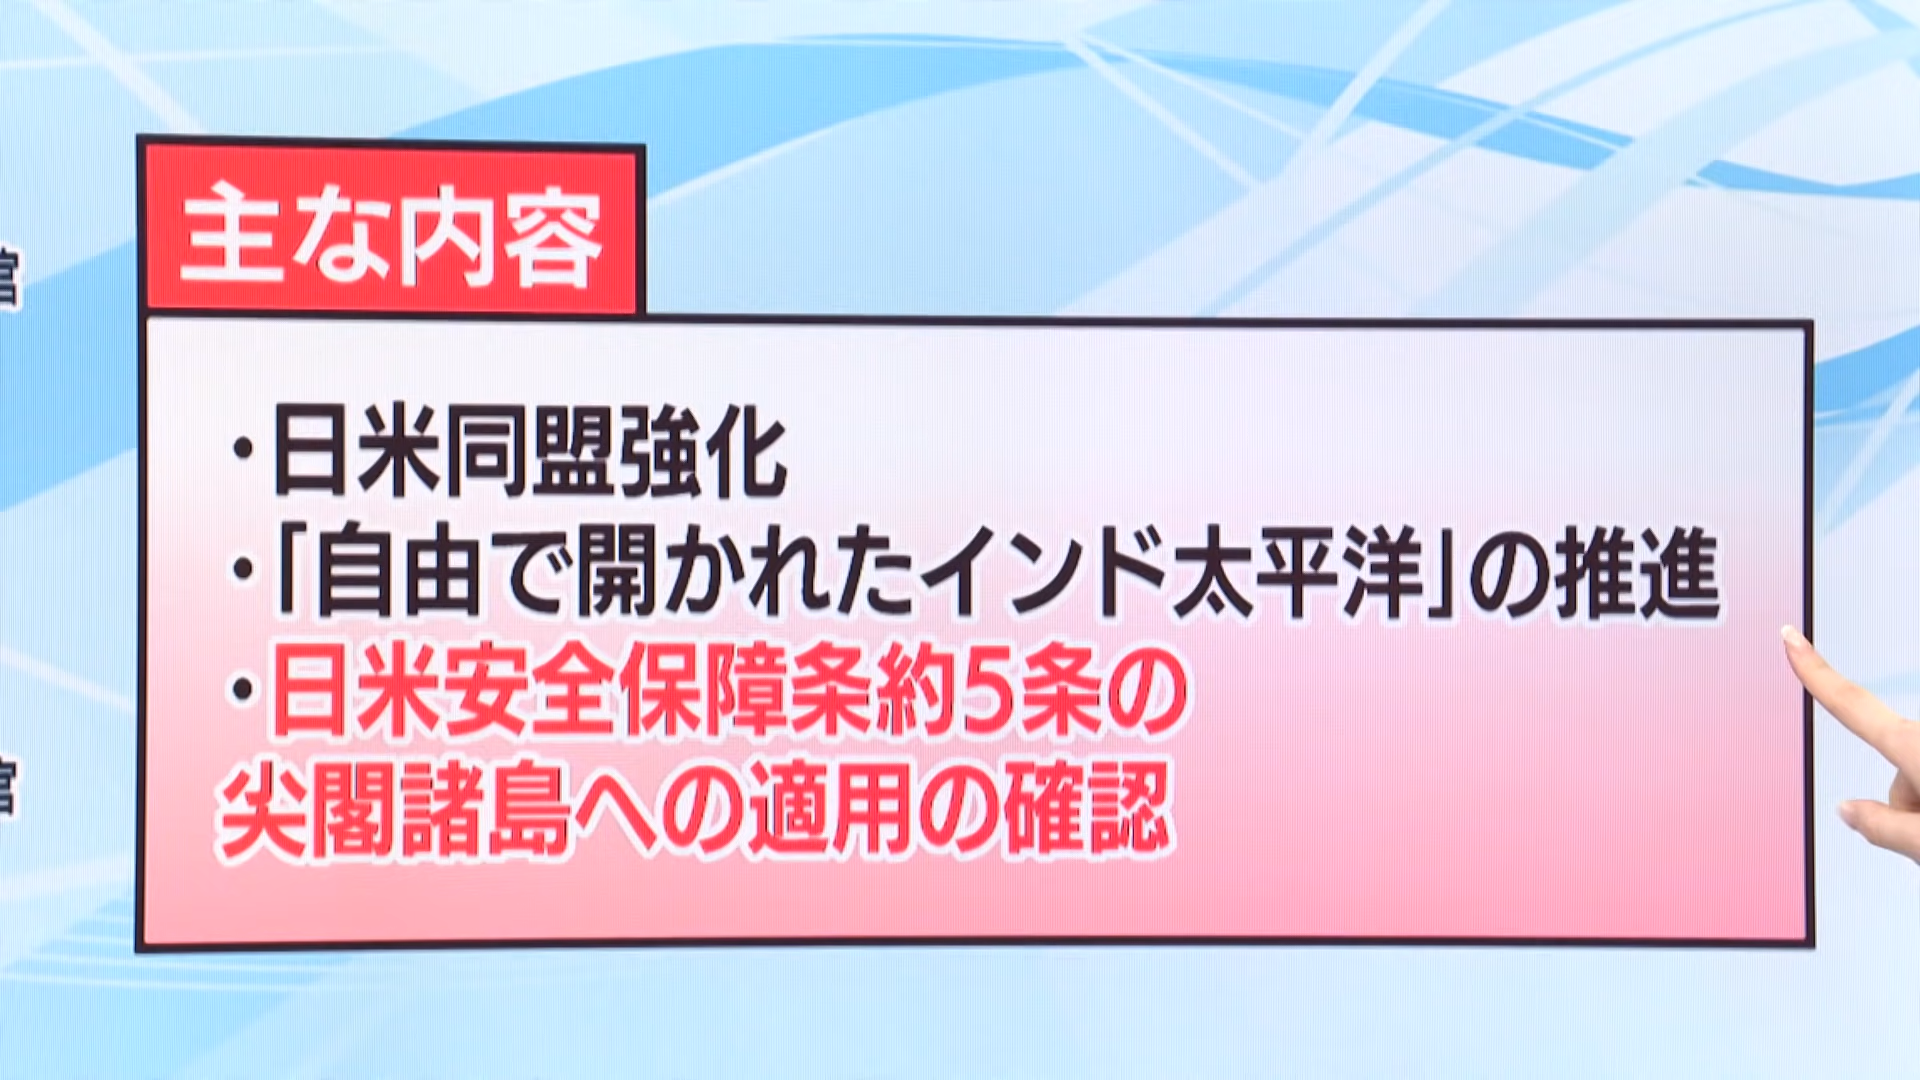 主な内容
・日米同盟強化
・「自由で開かれたインド太平洋」の推進
・日米安全保障条約5条の
尖閣諸島への適用の確認